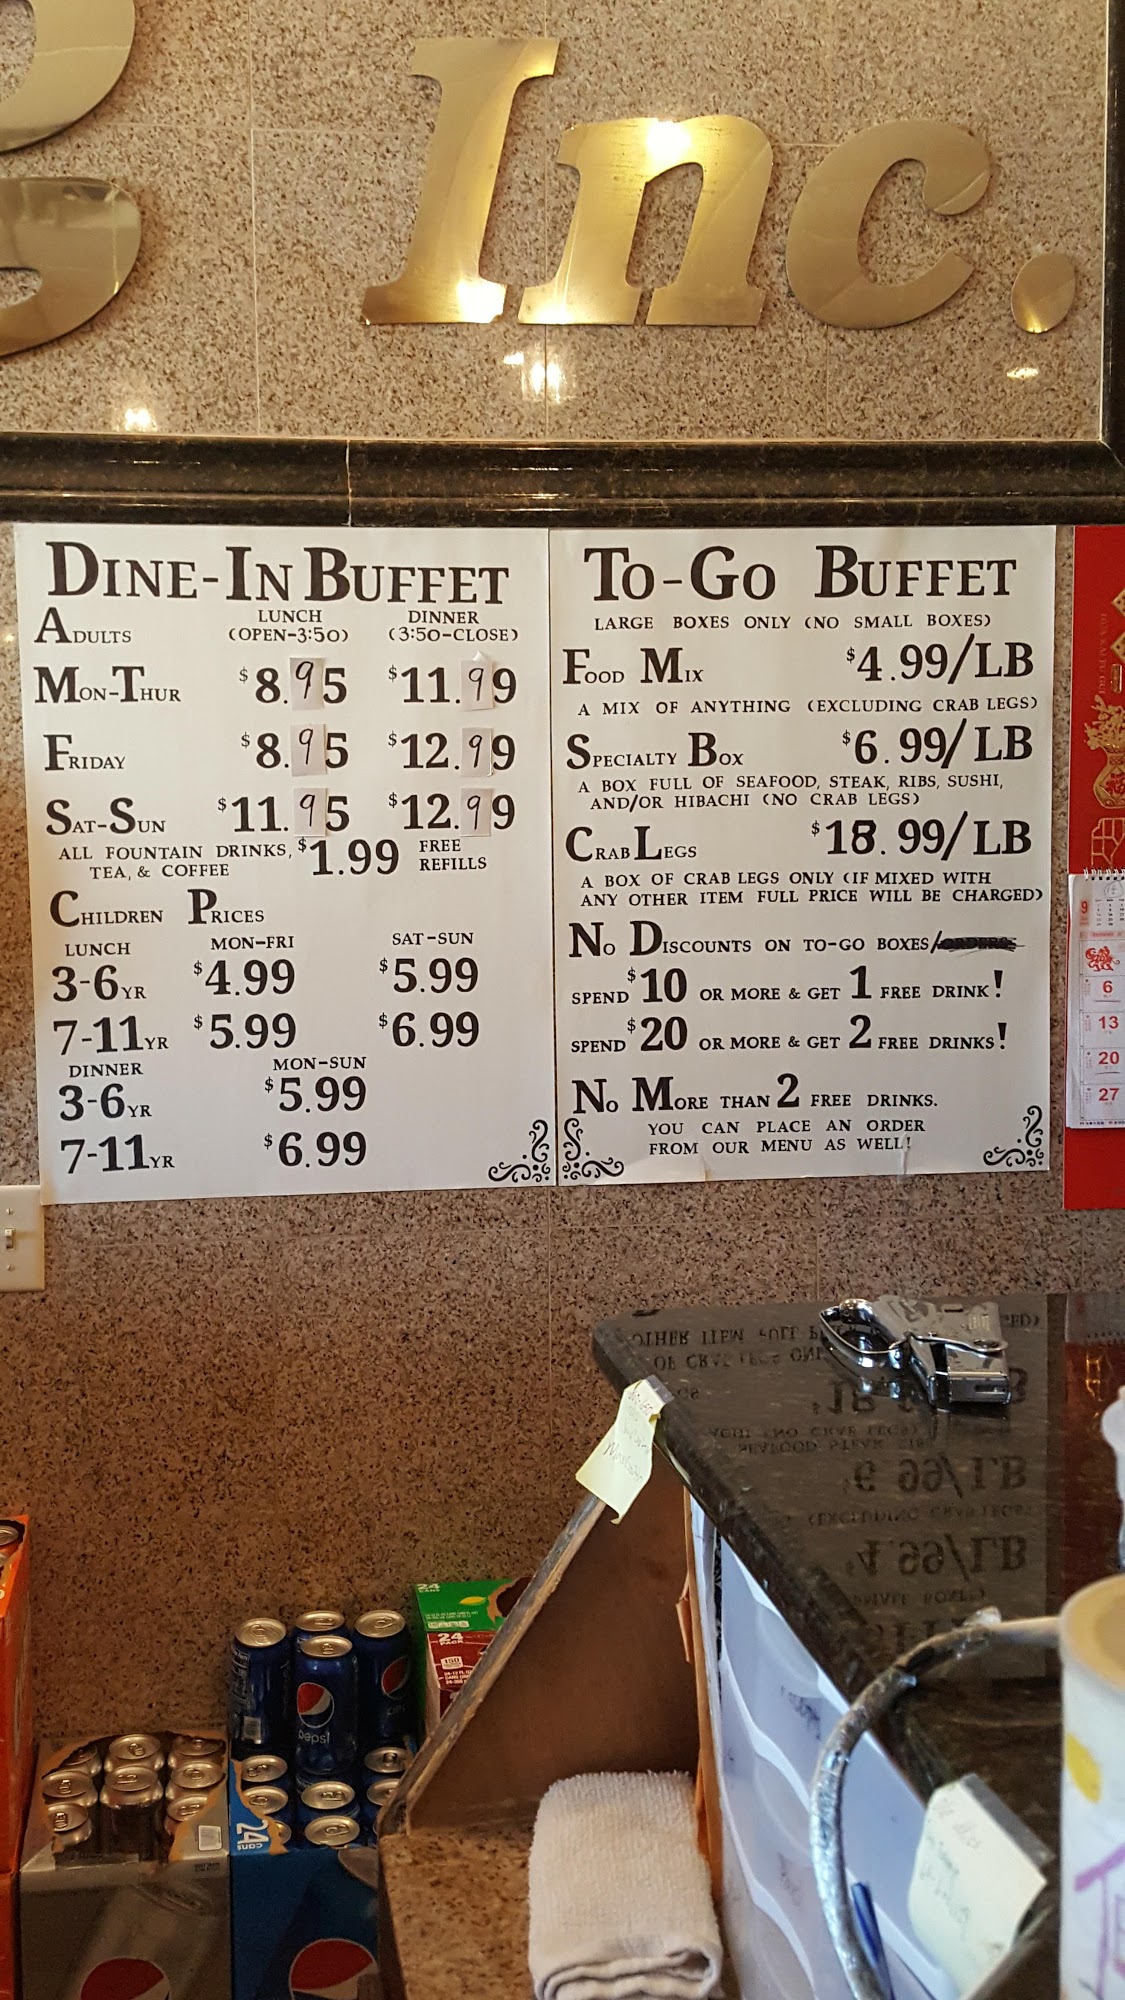 Inc.
DINE-IN BUFFET
ADULTS
LUNCH
(OPEN-3:50)
DINNER
(3:50-CLOSE)
MON-THUR $8.95 $11.99
FRIDAY $8.95 $12.99
SAT-SUN $11.95 $12.99
ALL FOUNTAIN DRINKS,
TEA, & COFFEE
$1.99
FREE
REFILLS
CHILDREN PRICES
LUNCH MON-FRI SAT-SUN
3-6YR $4.99 $5.99
7-11YR $5.99 $6.99
DINNER MON-SUN
3-6YR $5.99
7-11YR $6.99
TO-GO BUFFET
LARGE BOXES ONLY (NO SMALL BOXES)
FOOD MIX $4.99/LB
A MIX OF ANYTHING (EXCLUDING CRAB LEGS)
SPECIALTY BOX $6.99/LB
A BOX FULL OF SEAFOOD, STEAK, RIBS, SUSHI,
AND/OR HIBACHI (NO CRAB LEGS)
CRAB LEGS $18.99/LB
A BOX OF CRAB LEGS ONLY (IF MIXED WITH
ANY OTHER ITEM FULL PRICE WILL BE CHARGED)
NO DISCOUNTS ON TO-GO BOXES/
SPEND $10 OR MORE & GET 1 FREE DRINK!
SPEND $20 OR MORE & GET 2 FREE DRINKS!
NO MORE THAN 2 FREE DRINKS.
YOU CAN PLACE AN ORDER
FROM OUR MENU AS WELL!
9
6
13
20
27
24
CANS
24
PACK
pepsi
24
cans